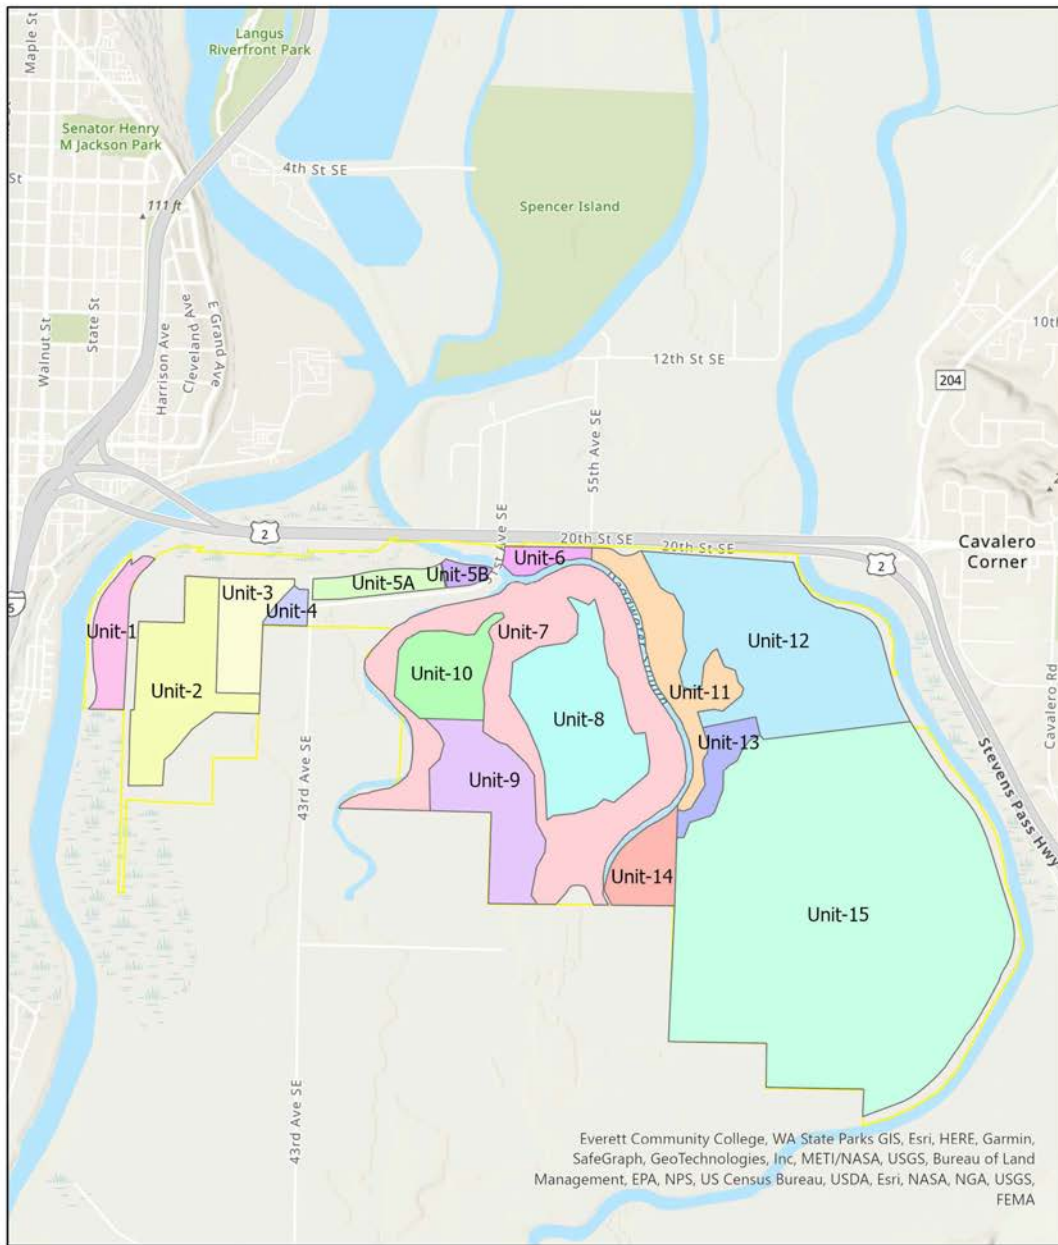 Maple St
Langus
Riverfront Park
Senator Henry
M Jackson Park
St
4th St SE
111 ft
Spencer Island
Walnut St
State St
Harrison Ave
Cleveland Ave
E Grand Ave
10th
12th St SE
204
55th Ave SE
2
20th St SE
20th St SE
2
Cavalero
Corner
st Ave SE
Unit-6
Unit-5B
Unit-5A
Unit-3
Unit-4
5
Unit-1
Unit-7
Unit-12
Unit-2
Unit-10
Unit-11
Unit-8
Unit-13
Cavalero Rd
43rd Ave SE
Unit-9
Stevens Pass Hwy
Unit-14
Unit-15
43rd Ave SE
Everett Community College, WA State Parks GIS, Esri, HERE, Garmin,
SafeGraph, GeoTechnologies, Inc, METI/NASA, USGS, Bureau of Land
Management, EPA, NPS, US Census Bureau, USDA, Esri, NASA, NGA, USGS,
FEMA